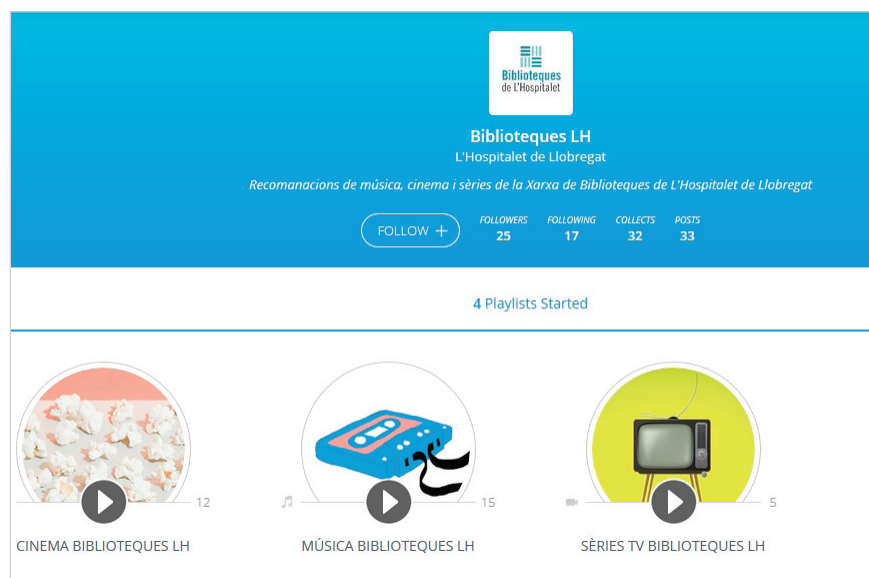 Biblioteques
de L'Hospitalet
Biblioteques LH
L'Hospitalet de Llobregat
Recomanacions de música, cinema i sèries de la Xarxa de Biblioteques de L'Hospitalet de Llobregat
FOLLOW +
FOLLOWERS FOLLOWING COLLECTS POSTS
25 17 32 33
4 Playlists Started
12 15 5
CINEMA BIBLIOTEQUES LH MÚSICA BIBLIOTEQUES LH SÈRIES TV BIBLIOTEQUES LH